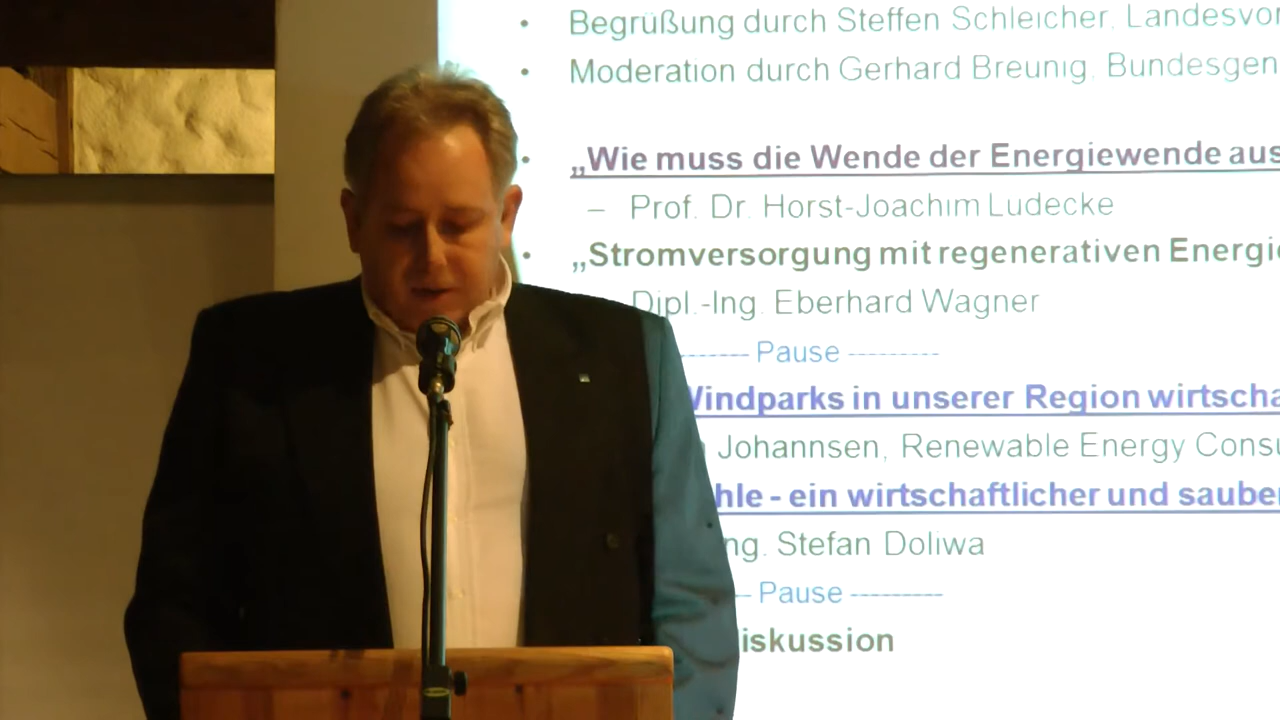 • Begrüßung durch Steffen Schleicher, Landesvor
• Moderation durch Gerhard Breunig, Bundesgen
• „Wie muss die Wende der Energiewende aus
– Prof. Dr. Horst-Joachim Ludecke
• „Stromversorgung mit regenerativen Energie
Dipl.-Ing. Eberhard Wagner
------- Pause ---------
Windparks in unserer Region wirtscha
Johannsen, Renewable Energy Consu
hle - ein wirtschaftlicher und sauber
ng. Stefan Doliwa
-- Pause ---------
iskussion